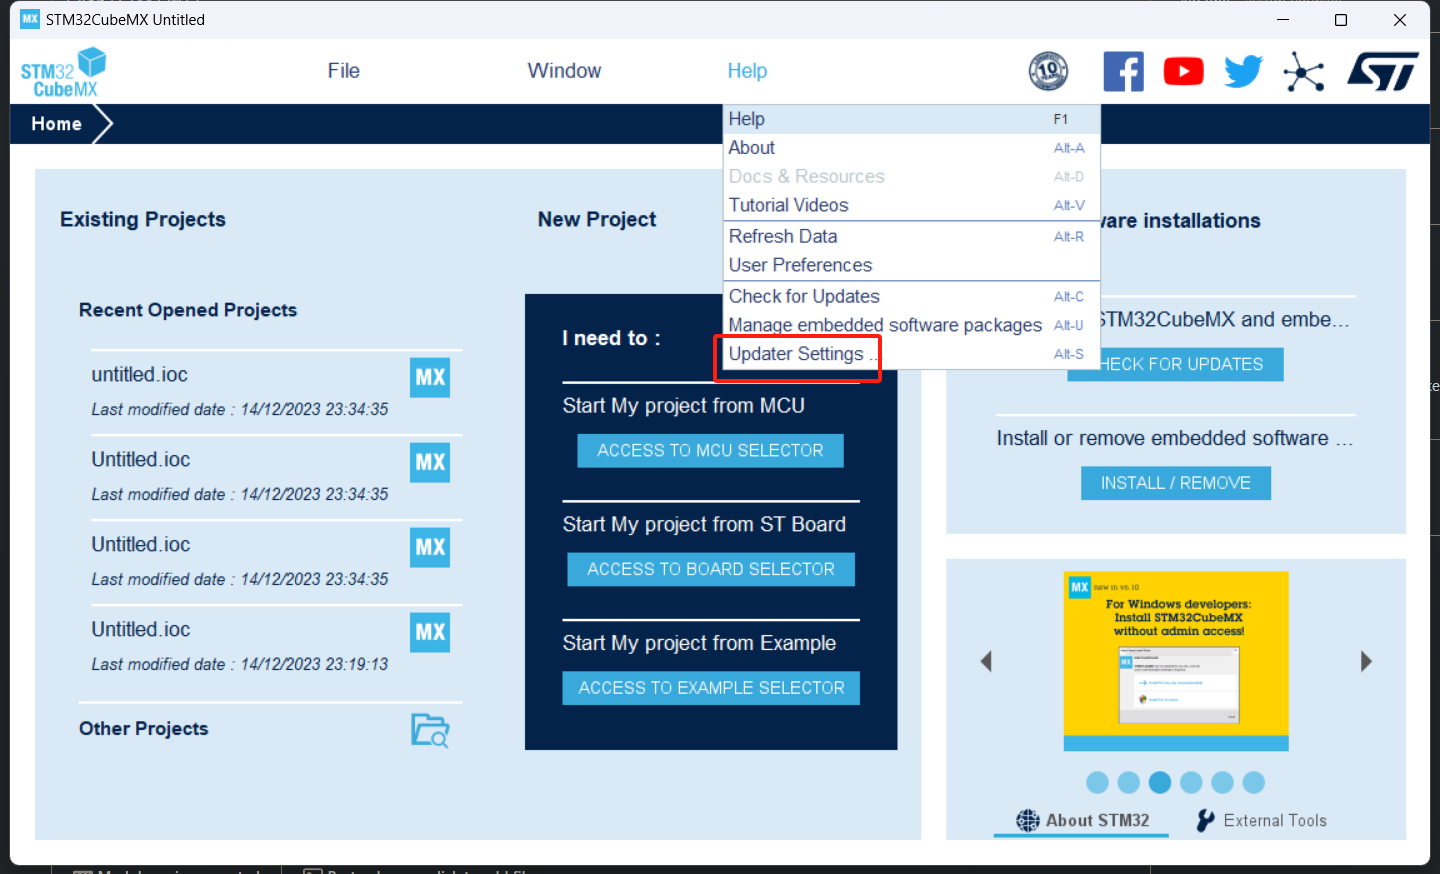 MX STM32CubeMX Untitled
STM32
CubeMX
File
Window
Help
10
Home
Help F1
About Alt-A
Docs & Resources Alt-D
Tutorial Videos Alt-V
Refresh Data Alt-R
User Preferences
Check for Updates Alt-C
Manage embedded software packages Alt-U
Updater Settings .. Alt-S
Existing Projects
Recent Opened Projects
untitled.ioc
MX
Last modified date : 14/12/2023 23:34:35
Untitled.ioc
MX
Last modified date : 14/12/2023 23:34:35
Untitled.ioc
MX
Last modified date : 14/12/2023 23:34:35
Untitled.ioc
MX
Last modified date : 14/12/2023 23:19:13
Other Projects
New Project
I need to :
Start My project from MCU
ACCESS TO MCU SELECTOR
Start My project from ST Board
ACCESS TO BOARD SELECTOR
Start My project from Example
ACCESS TO EXAMPLE SELECTOR
ware installations
STM32CubeMX and embe...
HECK FOR UPDATES
Install or remove embedded software ...
INSTALL / REMOVE
MX new in v6.10
For Windows developers:
Install STM32CubeMX
without admin access!
About STM32
External Tools